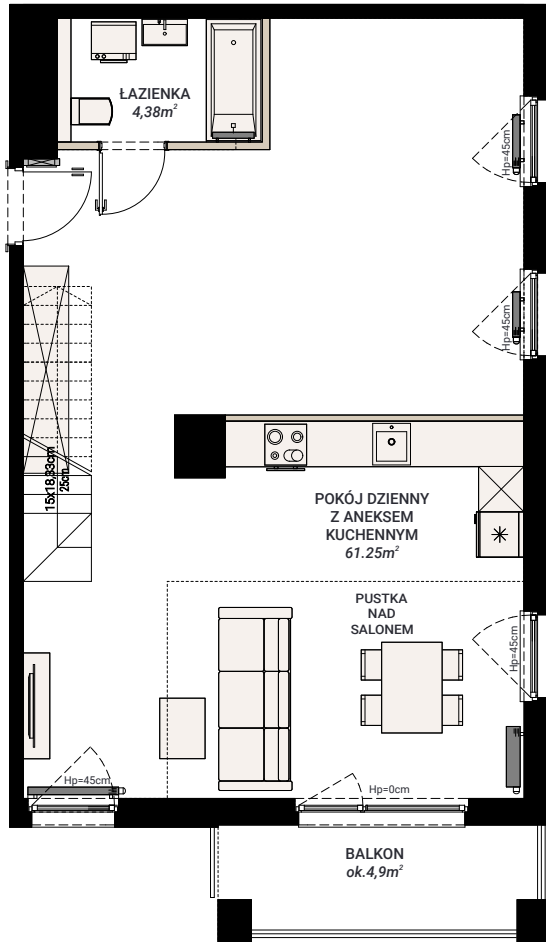 ŁAZIENKA
4,38m²
Hp=45cm
Hp=45cm
15x18,33cm
25cm
POKÓJ DZIENNY
Z ANEKSEM
KUCHENNYM
61.25m²
PUSTKA
NAD
SALONEM
Hp=45cm
Hp=45cm
Hp=0cm
BALKON
ok.4,9m²